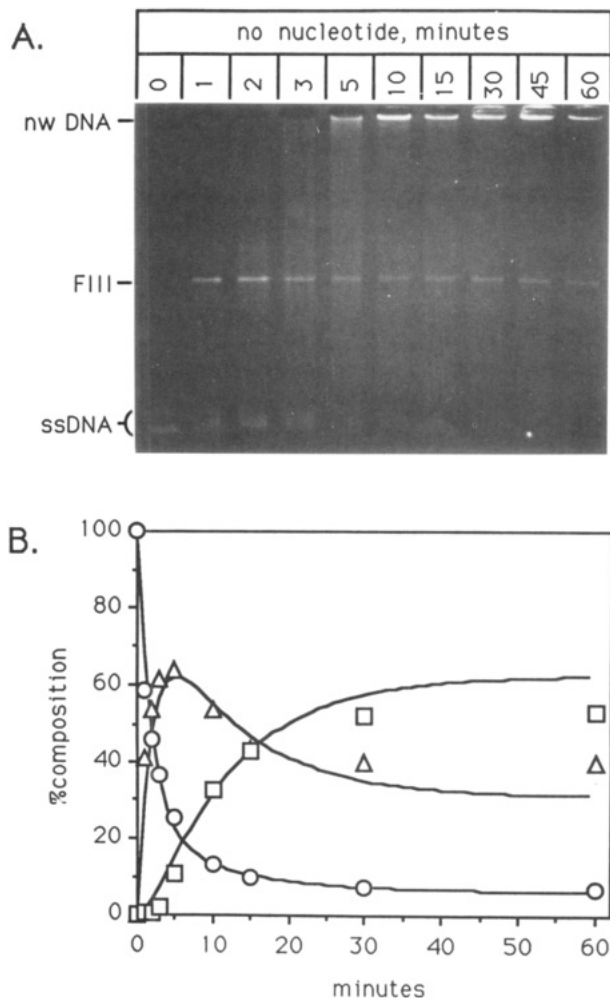 A.
no nucleotide, minutes
0 1 2 3 5 10 15 30 45 60
nw DNA
FIII
ssDNA
B.
100
80
60
40
20
0
%composition
0 10 20 30 40 50 60
minutes